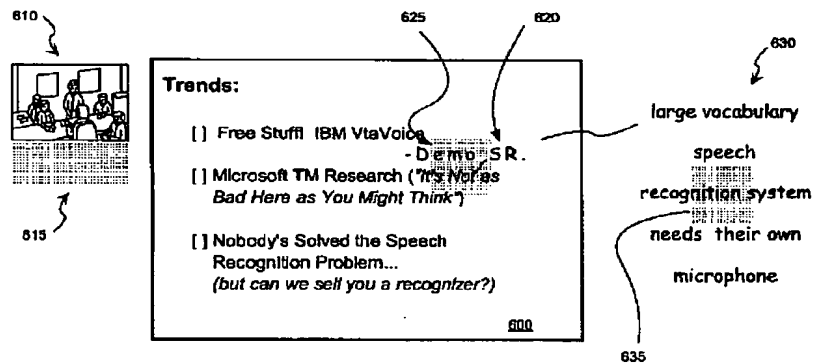 610
625
620
630
Trends:
[ ] Free Stuff! IBM VtaVoice
-Demo SR.
[ ] Microsoft TM Research ("It's Not as
Bad Here as You Might Think")
[ ] Nobody's Solved the Speech
Recognition Problem...
(but can we sell you a recognizer?)
600
large vocabulary
speech
recognition system
needs their own
microphone
615
635